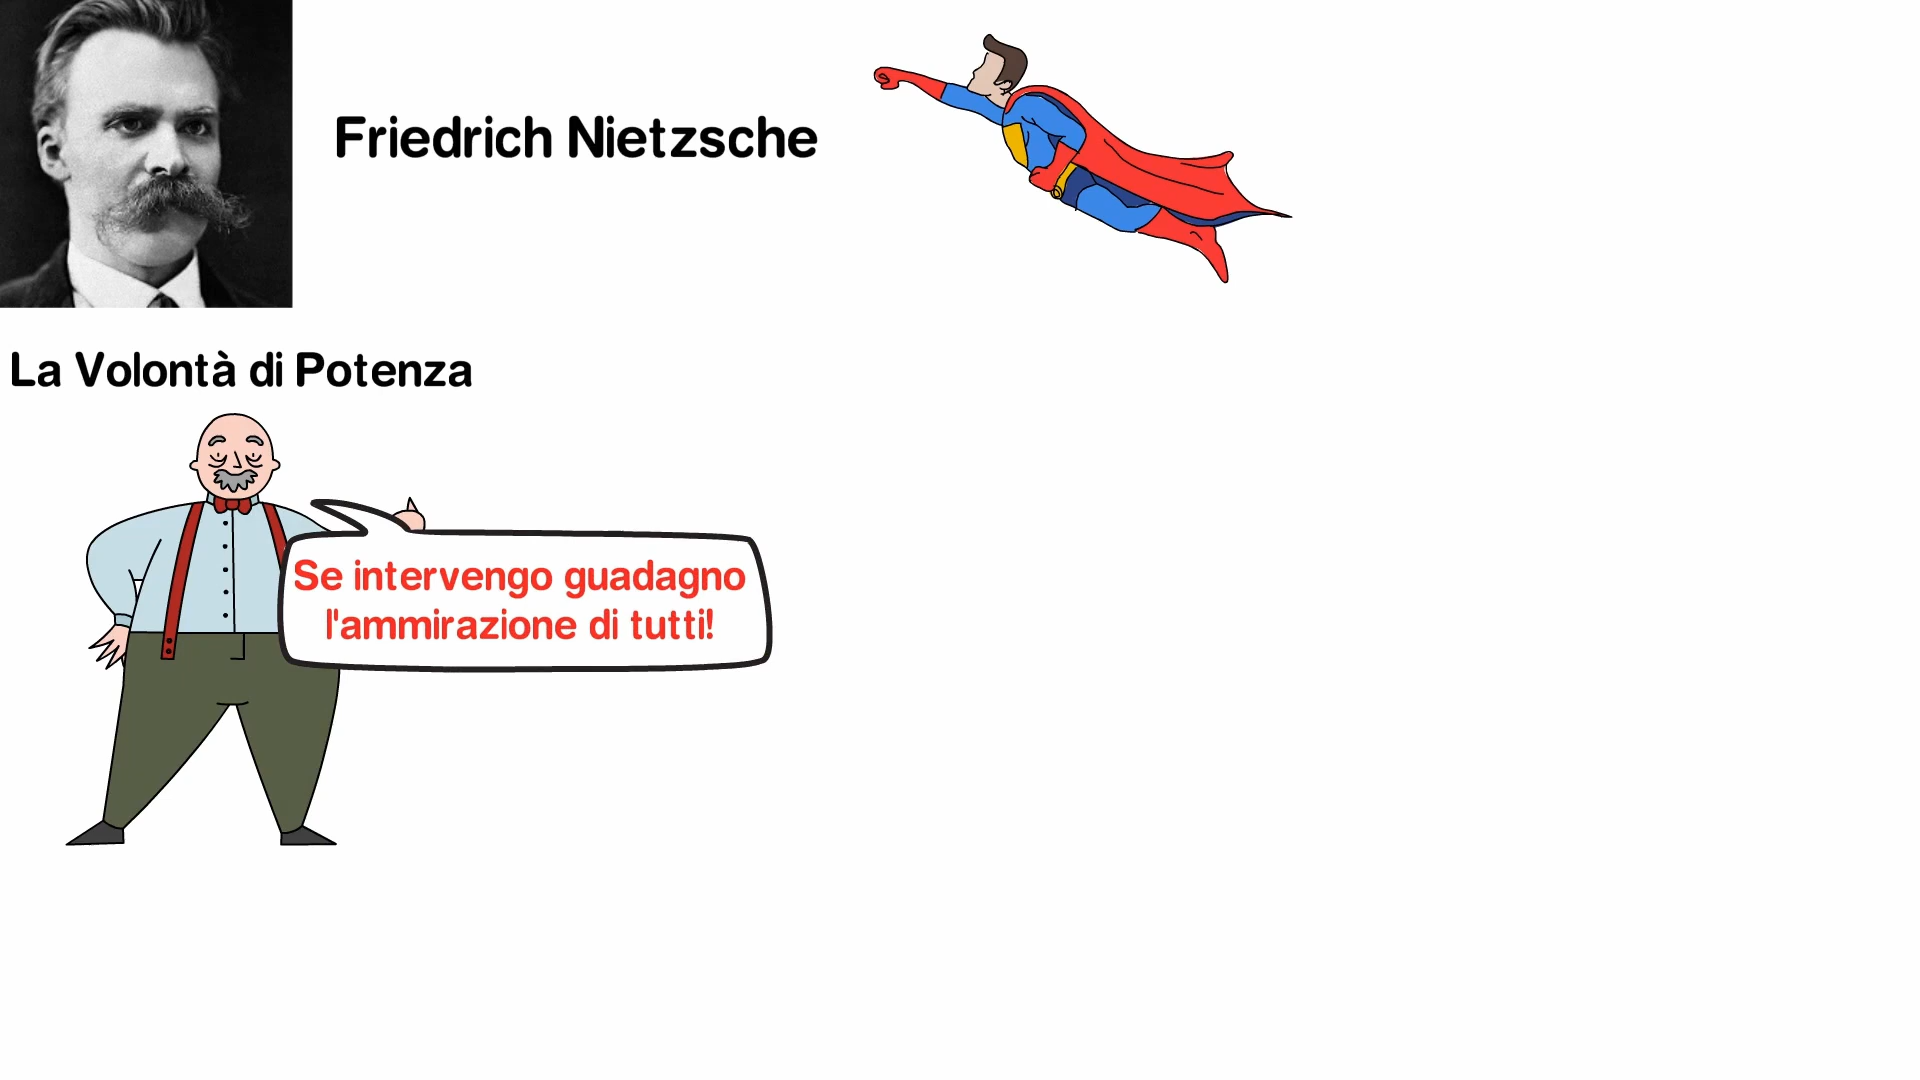 Friedrich Nietzsche
La Volontà di Potenza
Se intervengo guadagno
l'ammirazione di tutti!